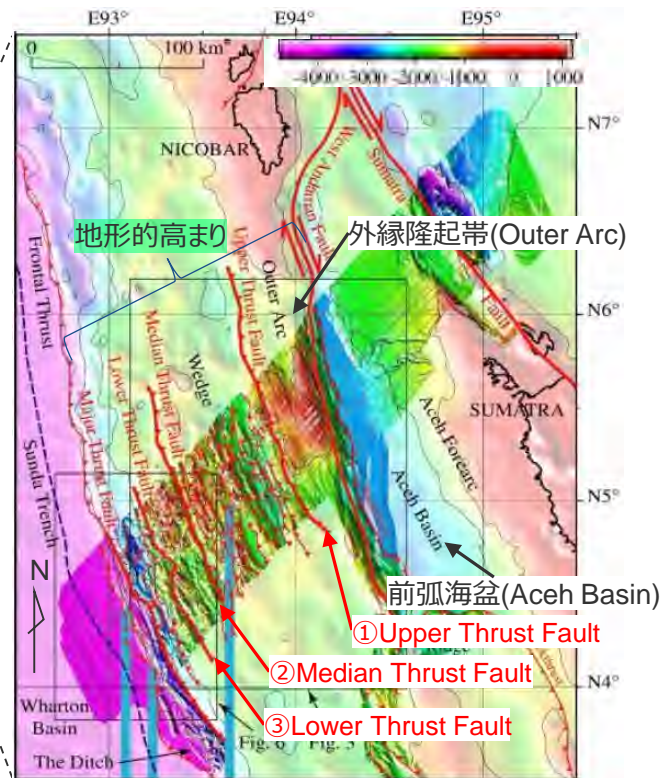 E93° E94° E95°
0 100 km
-4000 -3000 -2000 -1000 0 1000
N7°
NICOBAR
West Andaman Fault
Sumatra
Fault
地形的高まり
外縁隆起帯(Outer Arc)
Frontal Thrust
Upper Thrust Fault
Outer Arc
N6°
Median Thrust Fault
Wedge
Lower Thrust Fault
Major Thrust Fault
SUMATRA
Aceh Forearc
Sunda Trench
Aceh Basin
N5°
N
前弧海盆(Aceh Basin)
①Upper Thrust Fault
②Median Thrust Fault
N4°
③Lower Thrust Fault
Wharton
Basin
Fig. 6 Fig. 5
The Ditch